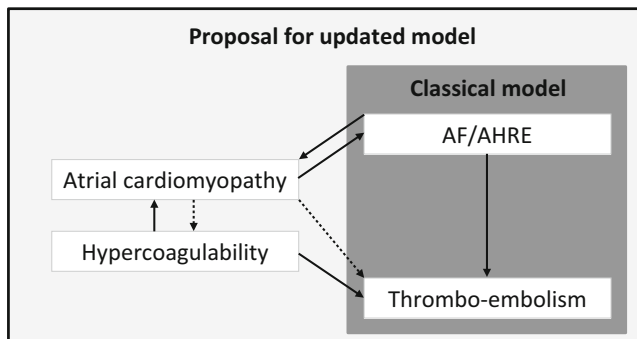 Proposal for updated model
Classical model
AF/AHRE
Atrial cardiomyopathy
Hypercoagulability
Thrombo-embolism